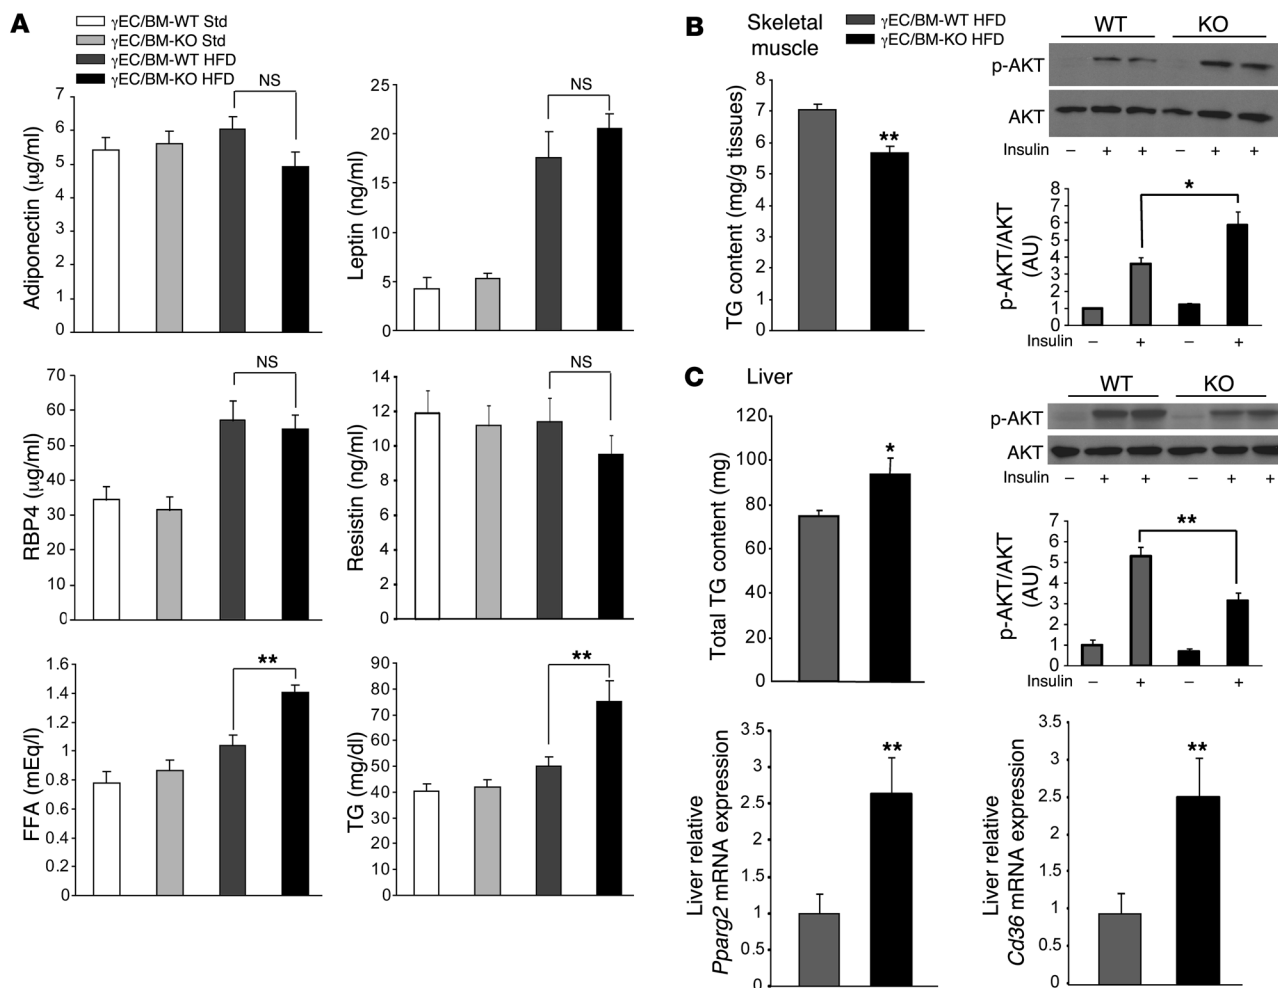 A
γEC/BM-WT Std
γEC/BM-KO Std
γEC/BM-WT HFD
γEC/BM-KO HFD
Adiponectin (μg/ml)
7
6
5
4
3
2
1
0
NS
Leptin (ng/ml)
25
20
15
10
5
0
NS
RBP4 (μg/ml)
70
60
50
40
30
20
10
0
NS
Resistin (ng/ml)
14
12
10
8
6
4
2
0
NS
FFA (mEq/l)
1.6
1.4
1.2
1
0.8
0.6
0.4
0.2
0
**
TG (mg/dl)
90
80
70
60
50
40
30
20
10
0
**
B
Skeletal
muscle
γEC/BM-WT HFD
γEC/BM-KO HFD
TG content (mg/g tissues)
8
7
6
5
4
3
2
1
0
**
WT KO
p-AKT
AKT
Insulin – + + – + +
p-AKT/AKT
(AU)
8
7
6
5
4
3
2
1
0
*
Insulin – + – +
C
Liver
Total TG content (mg)
120
100
80
60
40
20
0
*
WT KO
p-AKT
AKT
Insulin – + + – + +
p-AKT/AKT
(AU)
7
6
5
4
3
2
1
0
**
Insulin – + – +
Liver relative
Pparg2 mRNA expression
3.5
3
2.5
2
1.5
1
0.5
0
**
Liver relative
Cd36 mRNA expression
3.5
3
2.5
2
1.5
1
0.5
0
**